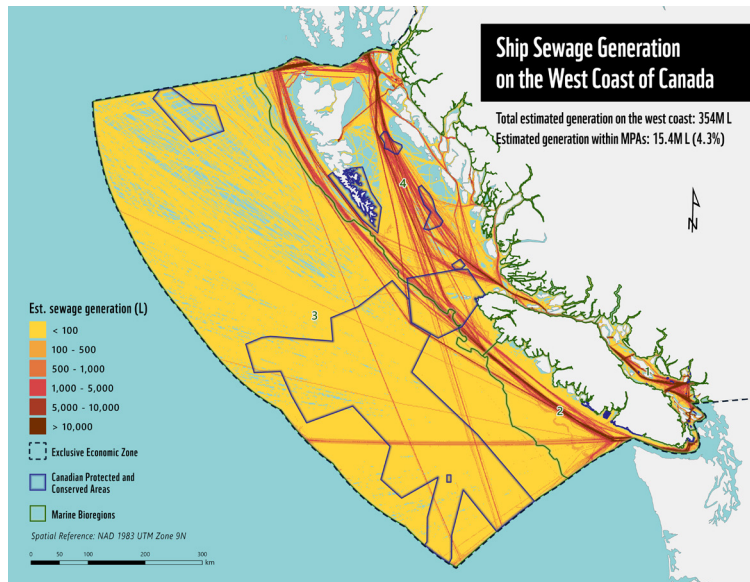 Ship Sewage Generation
on the West Coast of Canada
Total estimated generation on the west coast: 354M L
Estimated generation within MPAs: 15.4M L (4.3%)
4
N
3
1
2
Est. sewage generation (L)
< 100
100 - 500
500 - 1,000
1,000 - 5,000
5,000 - 10,000
> 10,000
Exclusive Economic Zone
Canadian Protected and
Conserved Areas
Marine Bioregions
Spatial Reference: NAD 1983 UTM Zone 9N
0 50 100 200 300
km